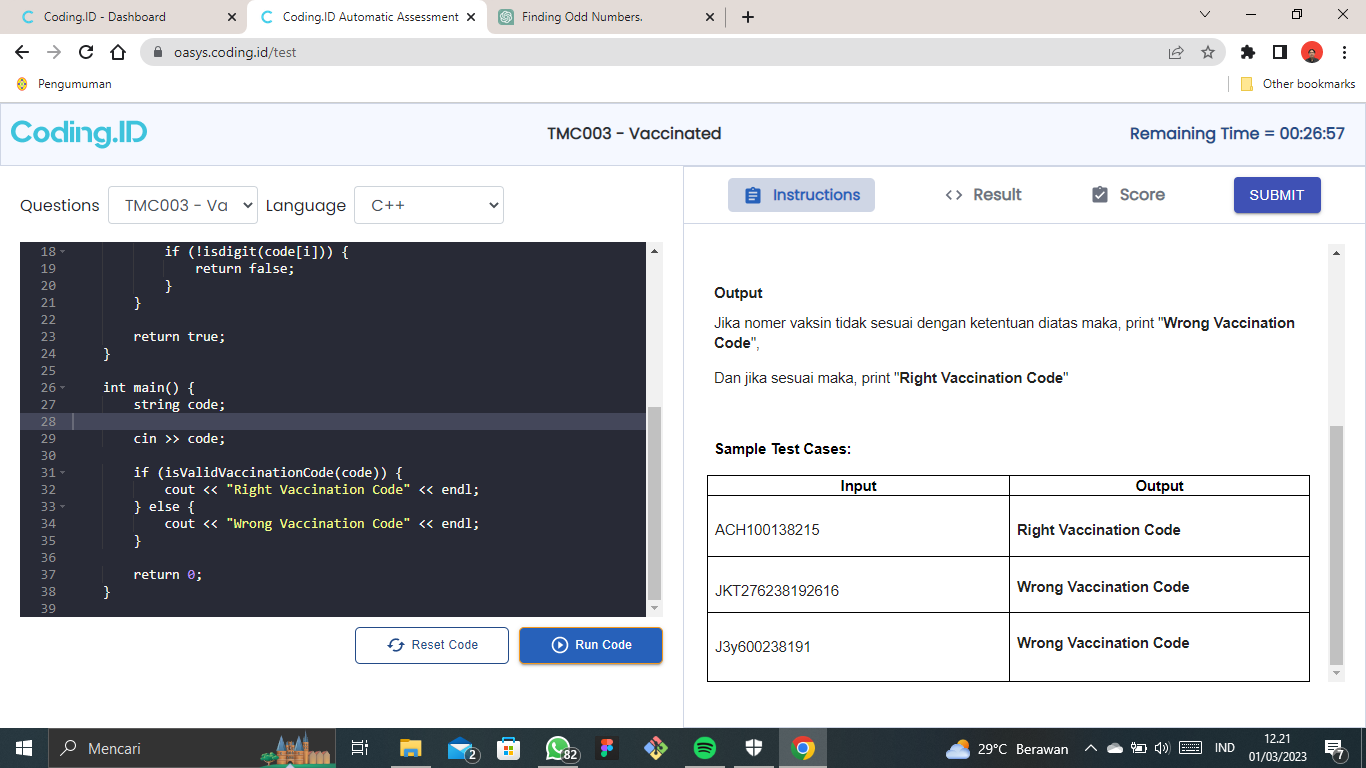 Coding.ID - Dashboard
Coding.ID Automatic Assessment
Finding Odd Numbers.
oasys.coding.id/test
Pengumuman
Other bookmarks
Coding.ID
TMC003 - Vaccinated
Remaining Time = 00:26:57
Questions
TMC003 - Va
Language
C++
Instructions
<> Result
Score
SUBMIT
18 if (!isdigit(code[i])) {
19 return false;
20 }
21 }
22
23 return true;
24 }
25
26 int main() {
27 string code;
28
29 cin >> code;
30
31 if (isValidVaccinationCode(code)) {
32 cout << "Right Vaccination Code" << endl;
33 } else {
34 cout << "Wrong Vaccination Code" << endl;
35 }
36
37 return 0;
38 }
39
Reset Code
Run Code
Output
Jika nomer vaksin tidak sesuai dengan ketentuan diatas maka, print "Wrong Vaccination
Code",
Dan jika sesuai maka, print "Right Vaccination Code"
Sample Test Cases:
Input Output
ACH100138215 Right Vaccination Code
JKT276238192616 Wrong Vaccination Code
J3y600238191 Wrong Vaccination Code
Mencari
2
82
29°C Berawan
IND
12.21
01/03/2023
7